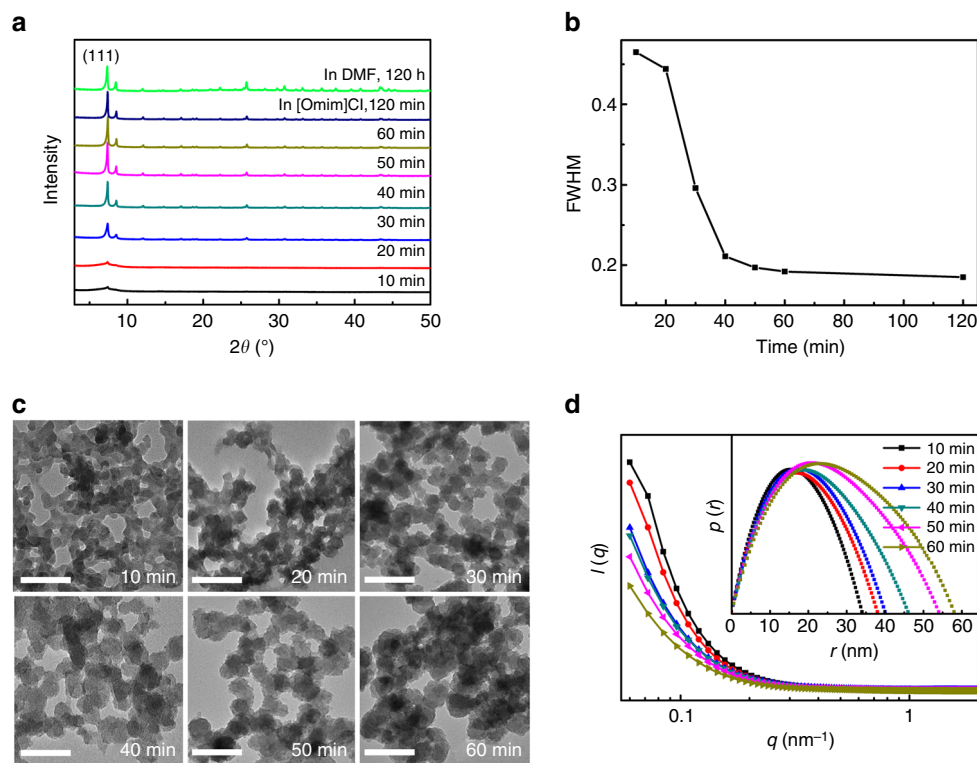 a
(111)
In DMF, 120 h
In [Omim]Cl,120 min
60 min
50 min
40 min
30 min
20 min
10 min
Intensity
10 20 30 40 50
2θ (°)
b
0.4
0.3
0.2
FWHM
20 40 60 80 100 120
Time (min)
c
10 min
20 min
30 min
40 min
50 min
60 min
d
I (q)
0.1 1
q (nm⁻¹)
p (r)
0 10 20 30 40 50 60
r (nm)
10 min
20 min
30 min
40 min
50 min
60 min